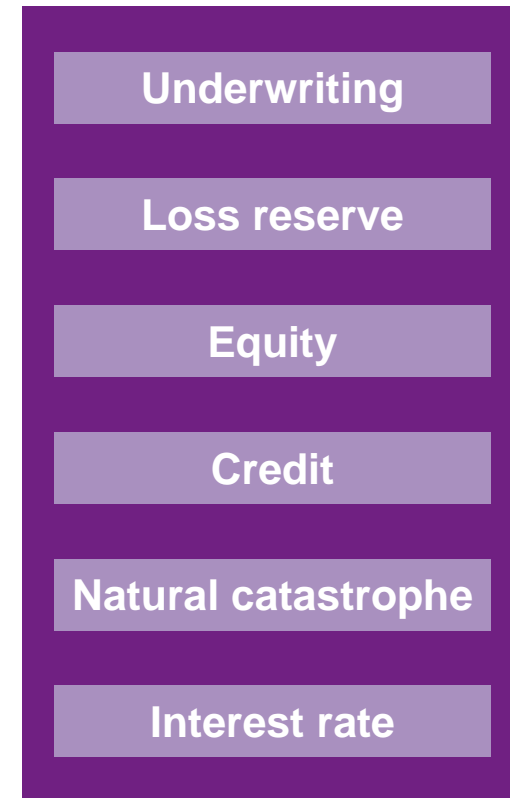 Underwriting
Loss reserve
Equity
Credit
Natural catastrophe
Interest rate